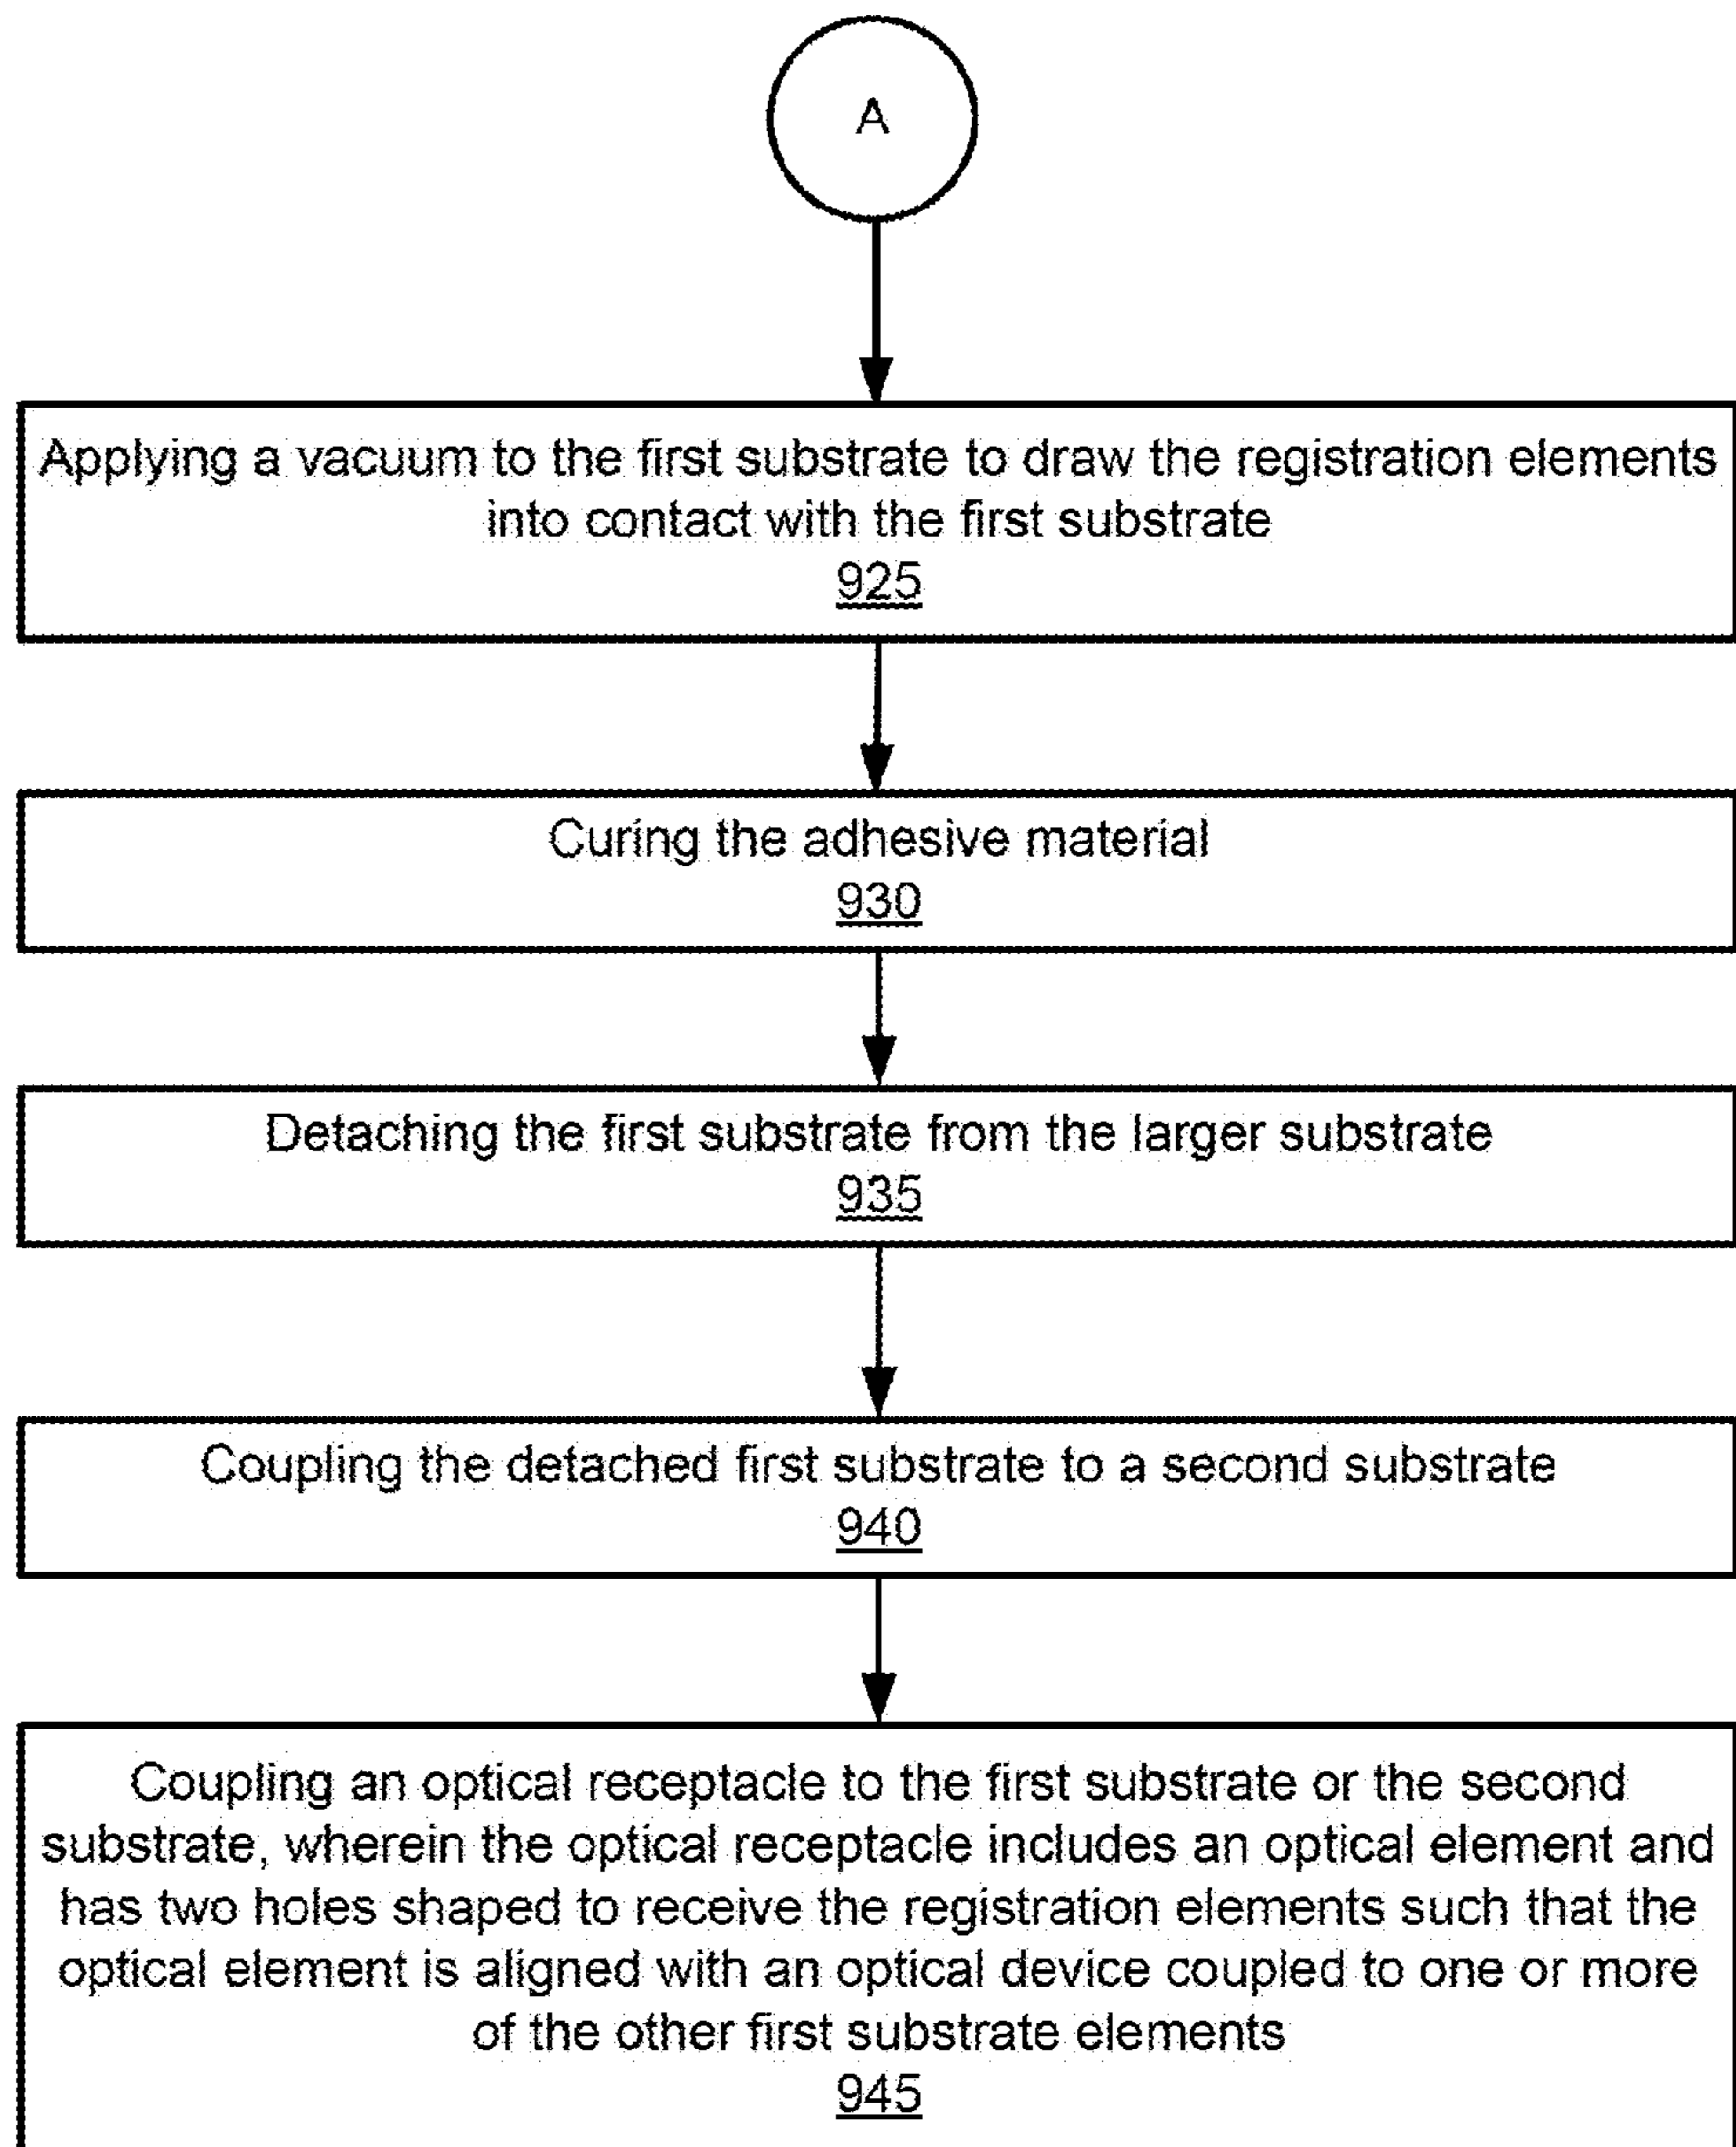 A
Applying a vacuum to the first substrate to draw the registration elements
into contact with the first substrate
925
Curing the adhesive material
930
Detaching the first substrate from the larger substrate
935
Coupling the detached first substrate to a second substrate
940
Coupling an optical receptacle to the first substrate or the second
substrate, wherein the optical receptacle includes an optical element and
has two holes shaped to receive the registration elements such that the
optical element is aligned with an optical device coupled to one or more
of the other first substrate elements
945